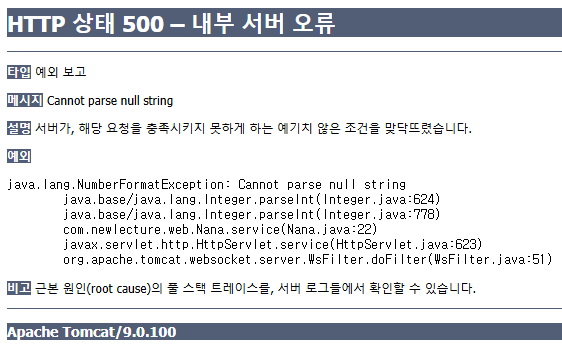 HTTP 상태 500 – 내부 서버 오류
타입 예외 보고
메시지 Cannot parse null string
설명 서버가, 해당 요청을 충족시키지 못하게 하는 예기치 않은 조건을 맞닥뜨렸습니다.
예외
java.lang.NumberFormatException: Cannot parse null string
java.base/java.lang.Integer.parseInt(Integer.java:624)
java.base/java.lang.Integer.parseInt(Integer.java:778)
com.newlecture.web.Nana.service(Nana.java:22)
javax.servlet.http.HttpServlet.service(HttpServlet.java:623)
org.apache.tomcat.websocket.server.WsFilter.doFilter(WsFilter.java:51)
비고 근본 원인(root cause)의 풀 스택 트레이스를, 서버 로그들에서 확인할 수 있습니다.
Apache Tomcat/9.0.100